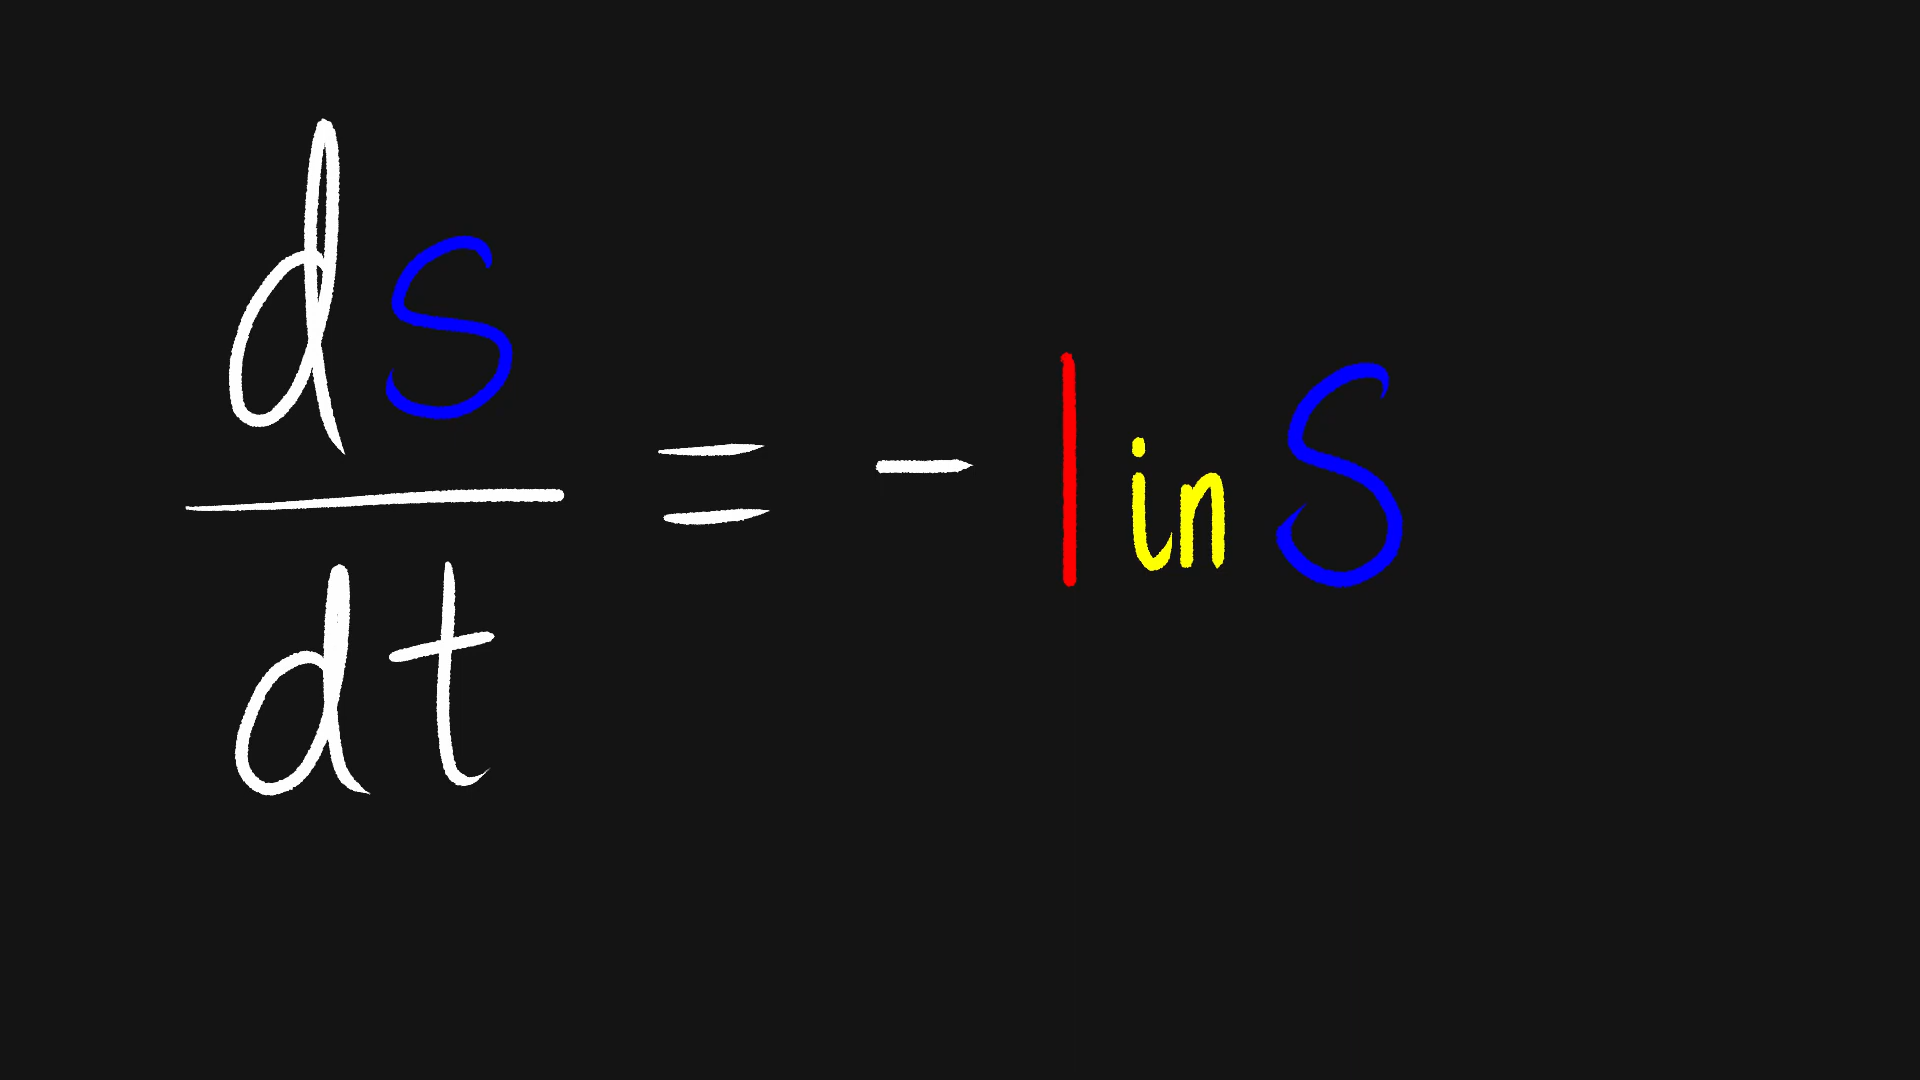 ds/dt = - I in S